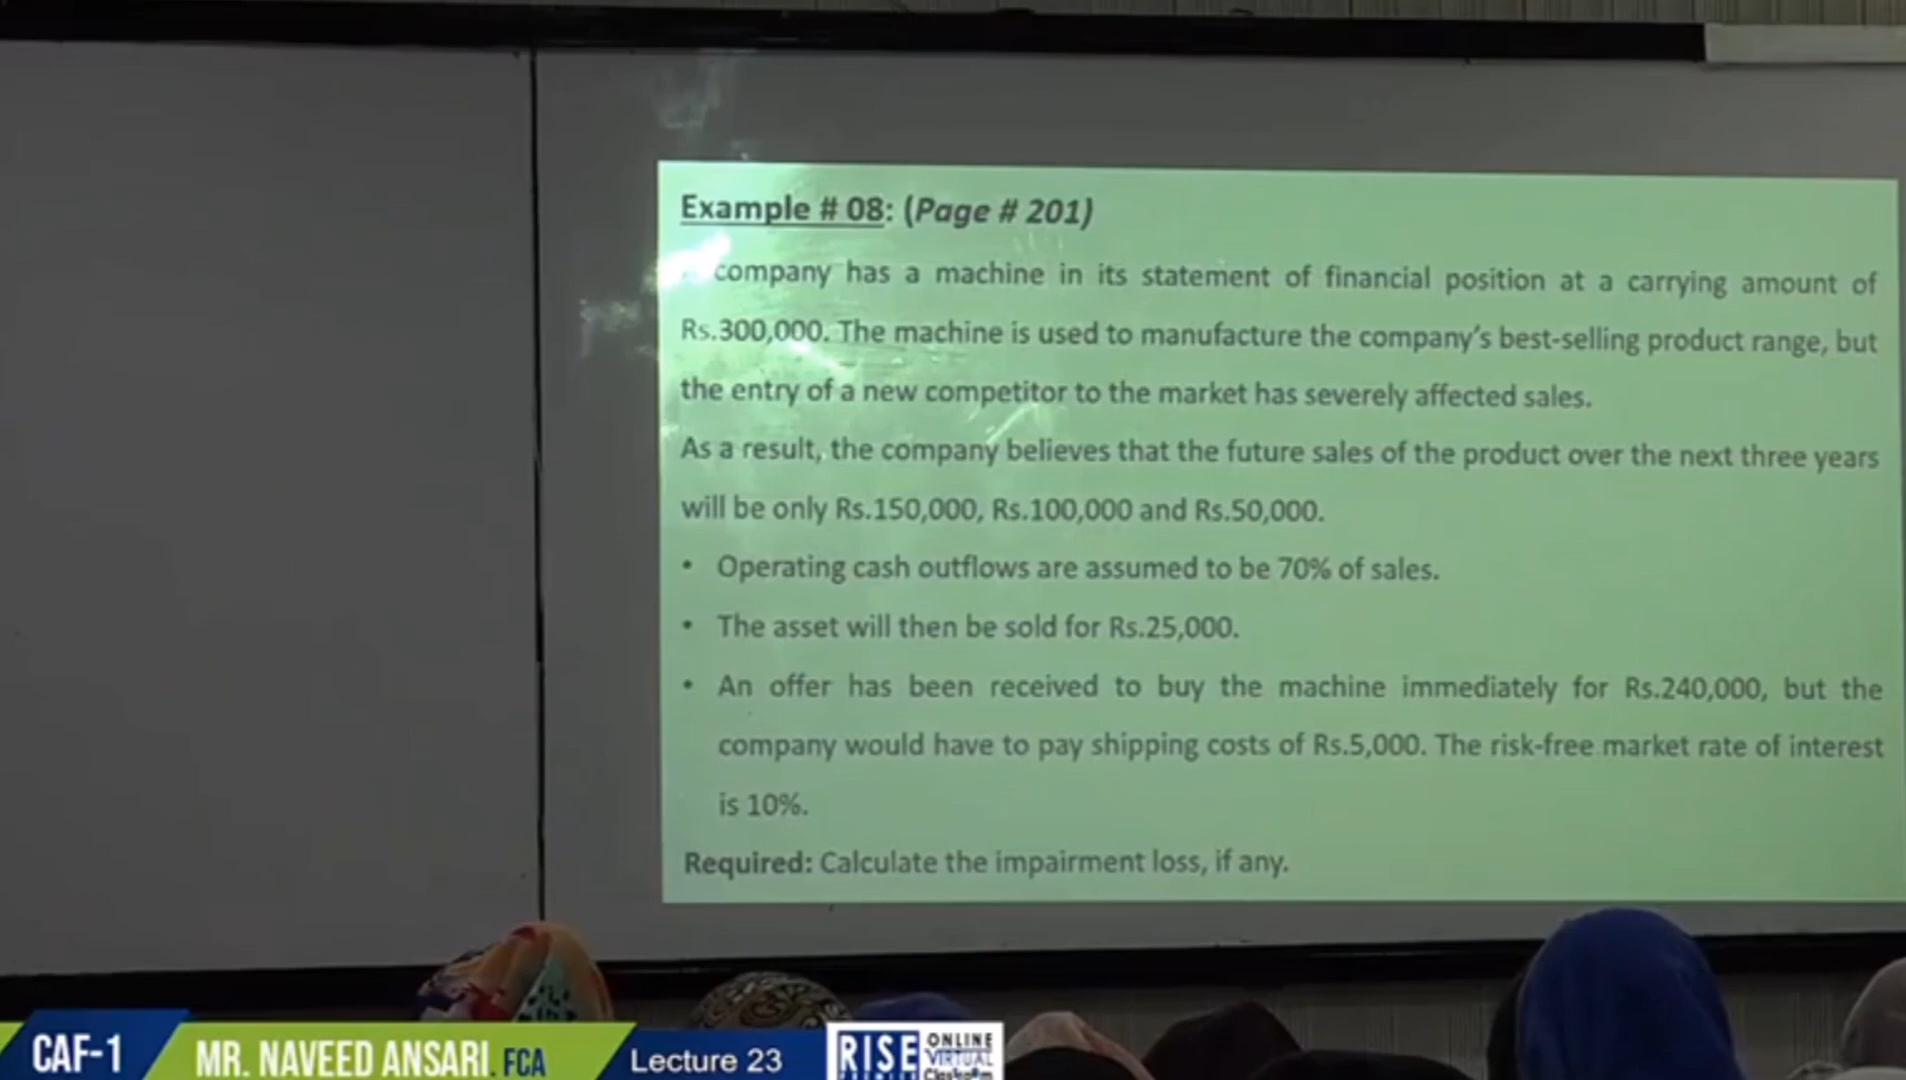 Example # 08: (Page # 201)
company has a machine in its statement of financial position at a carrying amount of
Rs.300,000. The machine is used to manufacture the company's best-selling product range, but
the entry of a new competitor to the market has severely affected sales.
As a result, the company believes that the future sales of the product over the next three years
will be only Rs.150,000, Rs.100,000 and Rs.50,000.
• Operating cash outflows are assumed to be 70% of sales.
• The asset will then be sold for Rs.25,000.
• An offer has been received to buy the machine immediately for Rs.240,000, but the
company would have to pay shipping costs of Rs.5,000. The risk-free market rate of interest
is 10%.
Required: Calculate the impairment loss, if any.
CAF-1
MR. NAVEED ANSARI. FCA
Lecture 23
RISE
ONLINE
VIRTUAL